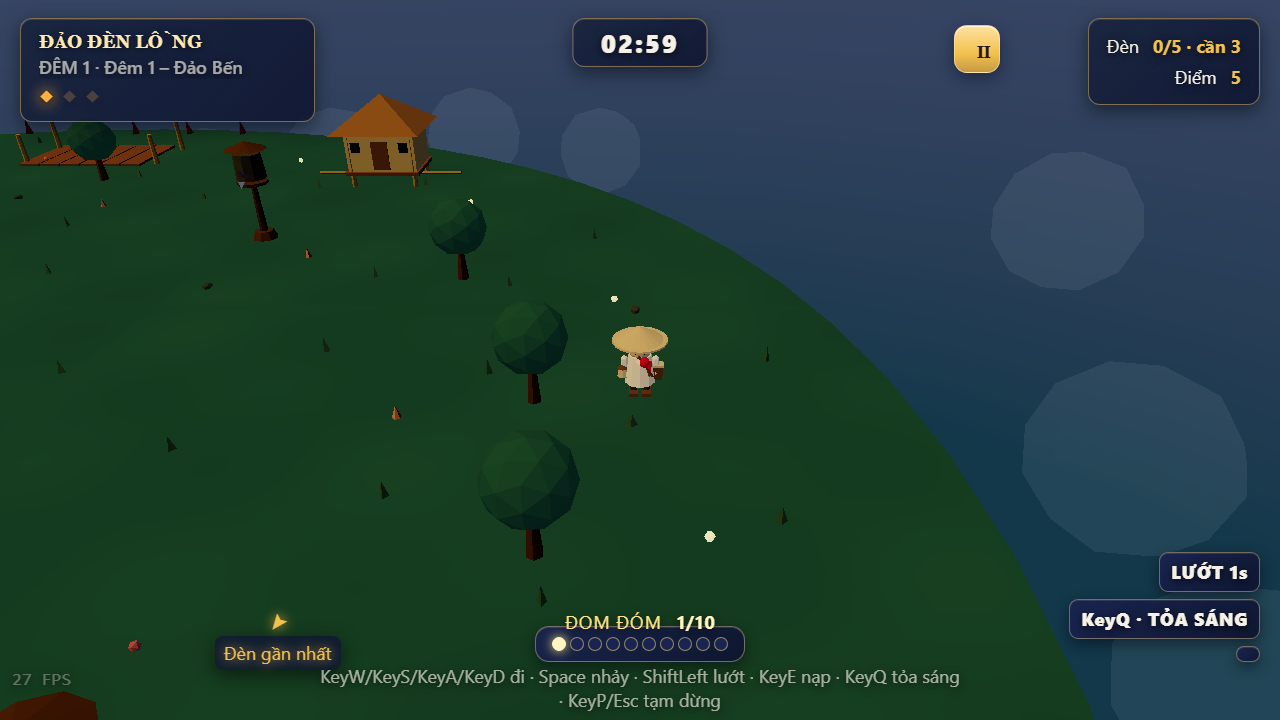 ĐẢO ĐÈN LỒNG
ĐÊM 1 · Đêm 1 – Đảo Bến
02:59
II
Đèn 0/5 · cần 3
Điểm 5
LƯỚT 1s
KeyQ · TỎA SÁNG
ĐOM ĐÓM 1/10
Đèn gần nhất
27 FPS
KeyW/KeyS/KeyA/KeyD đi · Space nhảy · ShiftLeft lướt · KeyE nạp · KeyQ tỏa sáng
· KeyP/Esc tạm dừng